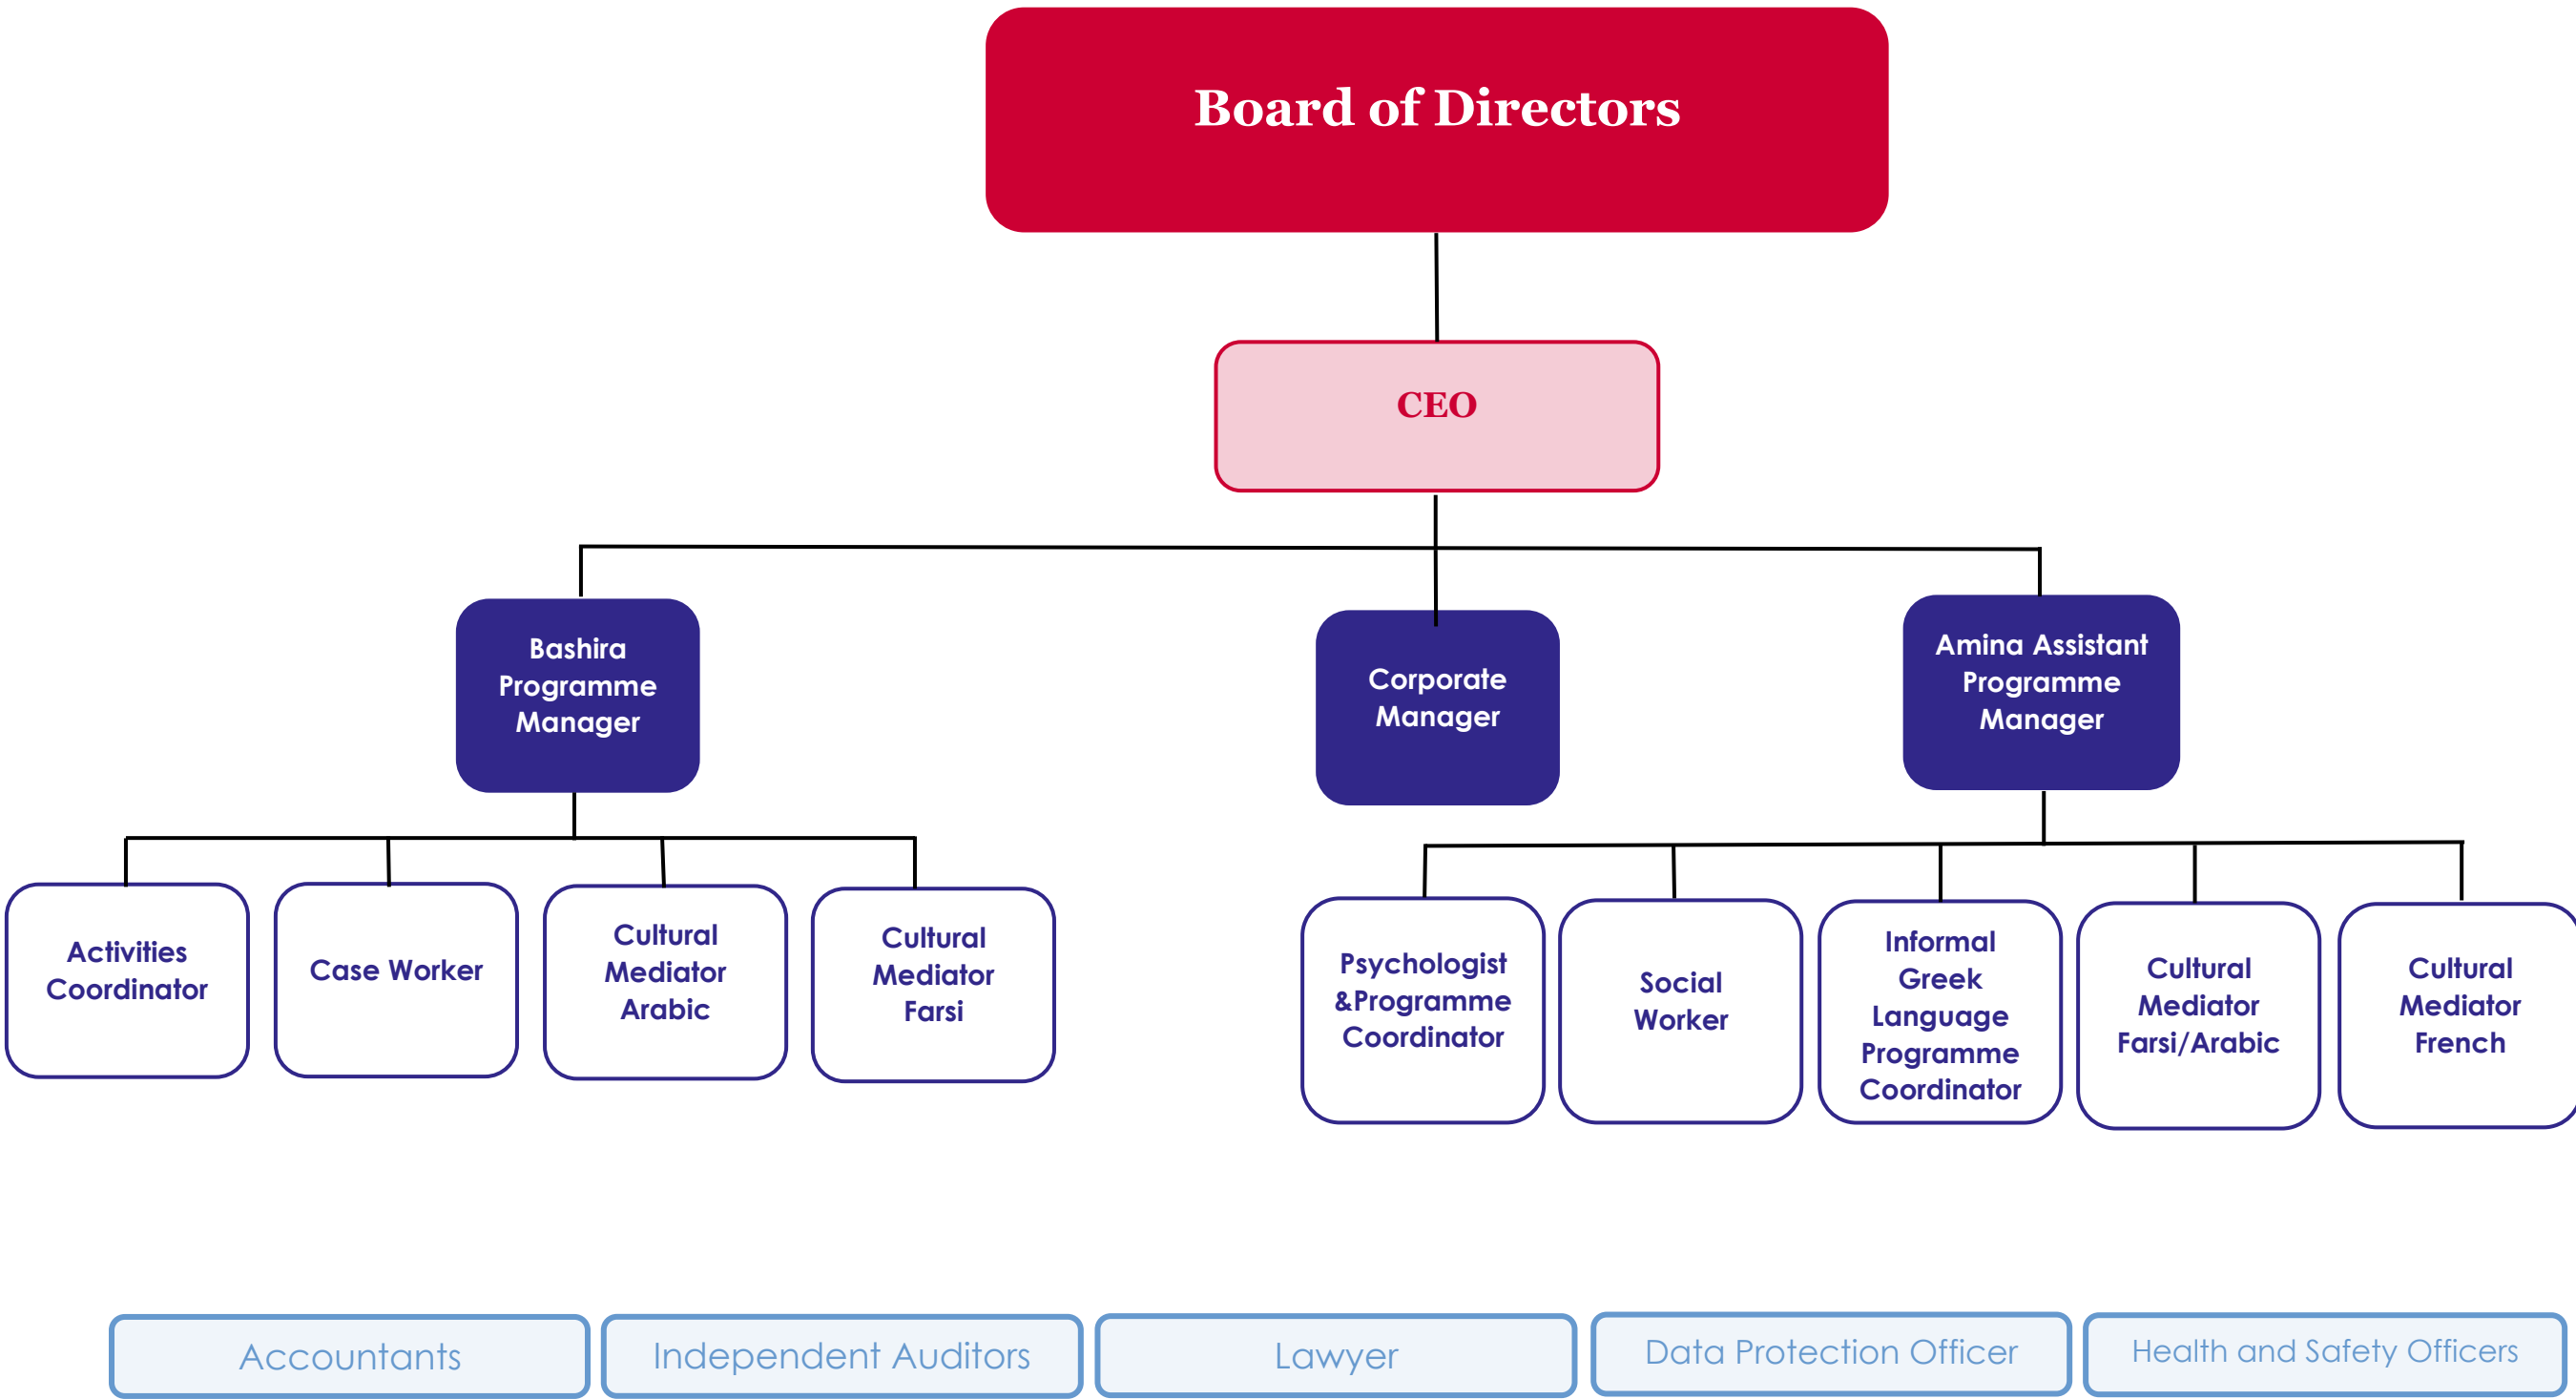 Board of Directors
CEO
Bashira
Programme
Manager
Corporate
Manager
Amina Assistant
Programme
Manager
Activities
Coordinator
Case Worker
Cultural
Mediator
Arabic
Cultural
Mediator
Farsi
Psychologist
&Programme
Coordinator
Social
Worker
Informal
Greek
Language
Programme
Coordinator
Cultural
Mediator
Farsi/Arabic
Cultural
Mediator
French
Accountants
Independent Auditors
Lawyer
Data Protection Officer
Health and Safety Officers